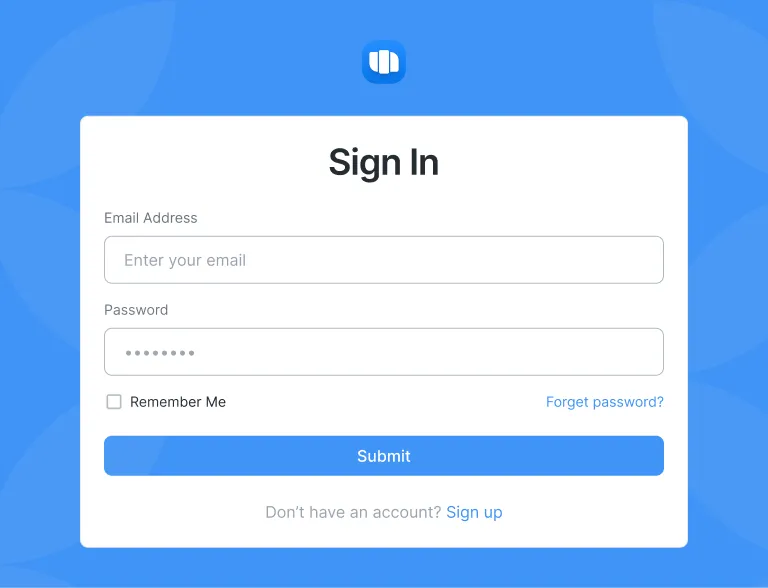 Sign In
Email Address
Enter your email
Password
••••••••
Remember Me Forget password?
Submit
Don’t have an account? Sign up